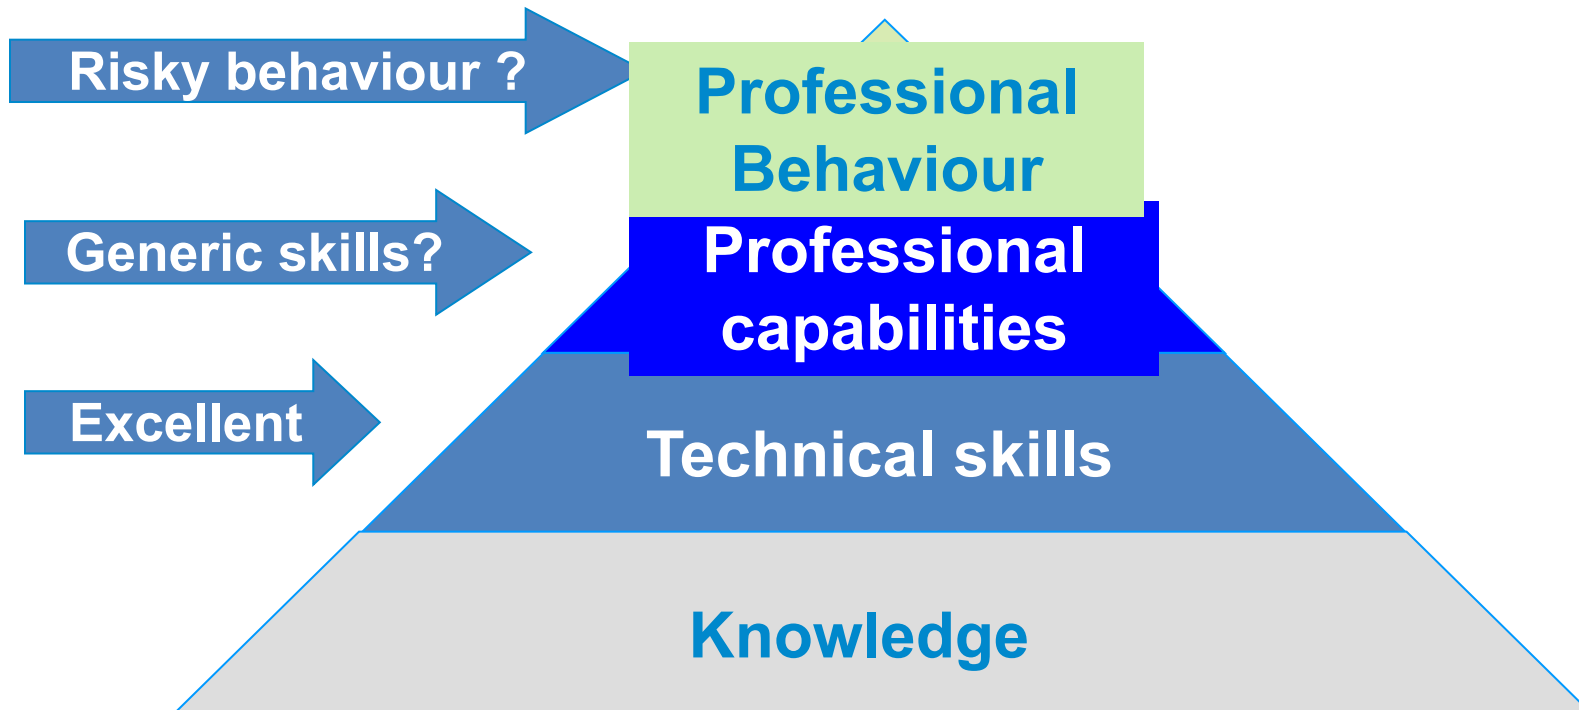 Risky behaviour ?
Professional
Behaviour
Generic skills?
Professional
capabilities
Excellent
Technical skills
Knowledge